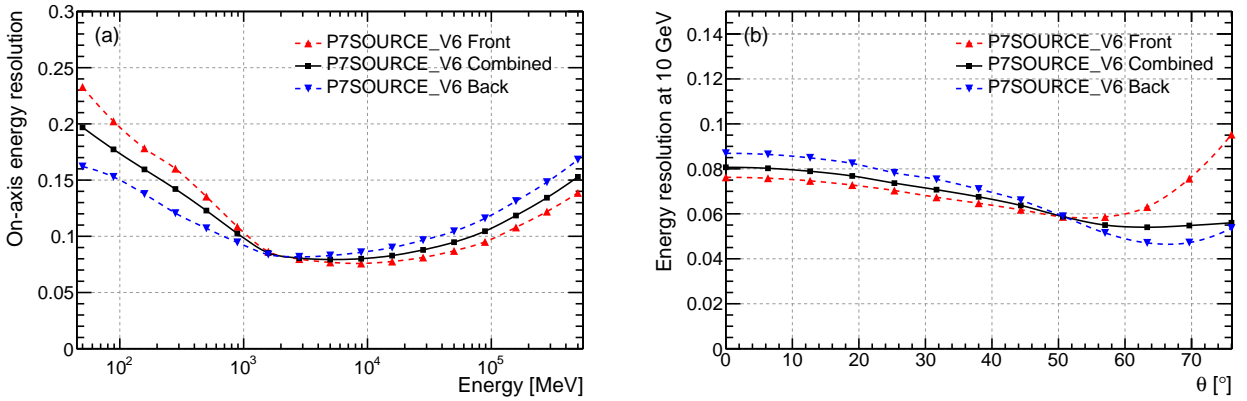 (a)
P7SOURCE_V6 Front
P7SOURCE_V6 Combined
P7SOURCE_V6 Back
On-axis energy resolution
0.3
0.25
0.2
0.15
0.1
0.05
0
10² 10³ 10⁴ 10⁵
Energy [MeV]
(b)
P7SOURCE_V6 Front
P7SOURCE_V6 Combined
P7SOURCE_V6 Back
Energy resolution at 10 GeV
0.14
0.12
0.1
0.08
0.06
0.04
0.02
0
0 10 20 30 40 50 60 70
θ [°]